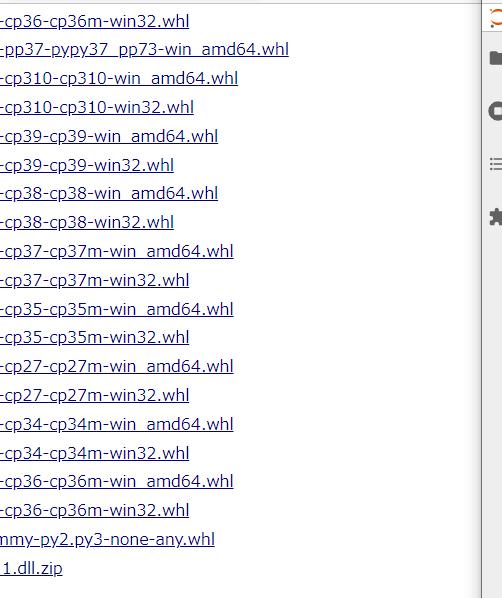 -cp36-cp36m-win32.whl
-pp37-pypy37_pp73-win_amd64.whl
-cp310-cp310-win_amd64.whl
-cp310-cp310-win32.whl
-cp39-cp39-win_amd64.whl
-cp39-cp39-win32.whl
-cp38-cp38-win_amd64.whl
-cp38-cp38-win32.whl
-cp37-cp37m-win_amd64.whl
-cp37-cp37m-win32.whl
-cp35-cp35m-win_amd64.whl
-cp35-cp35m-win32.whl
-cp27-cp27m-win_amd64.whl
-cp27-cp27m-win32.whl
-cp34-cp34m-win_amd64.whl
-cp34-cp34m-win32.whl
-cp36-cp36m-win_amd64.whl
-cp36-cp36m-win32.whl
mmy-py2.py3-none-any.whl
1.dll.zip